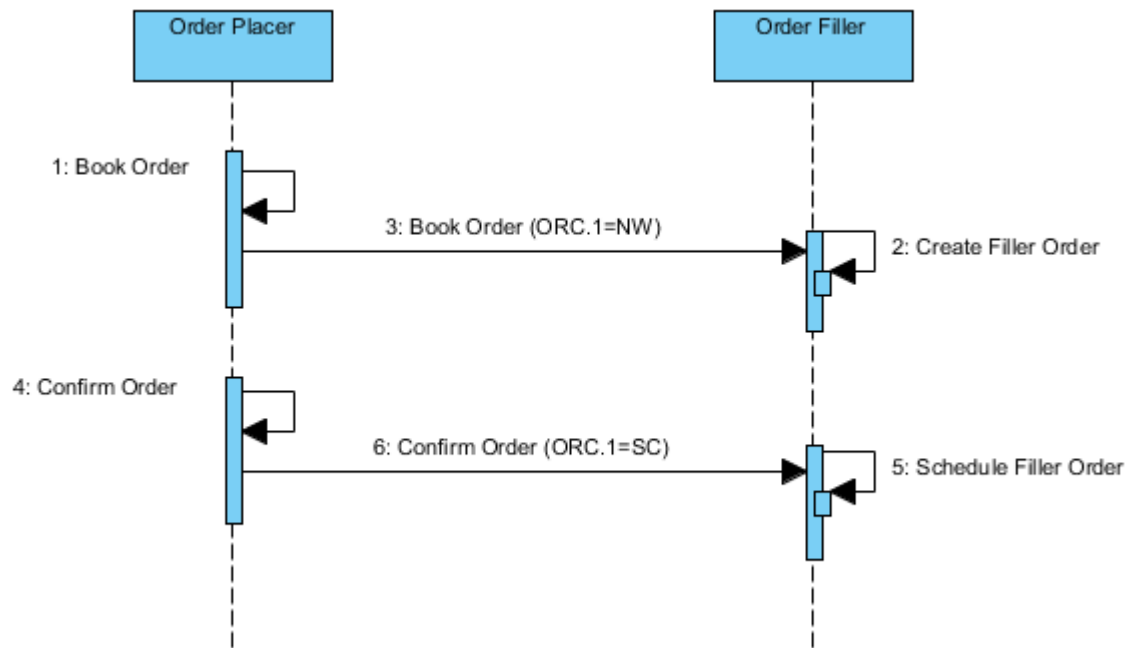 Order Placer
Order Filler
1: Book Order
3: Book Order (ORC.1=NW)
2: Create Filler Order
4: Confirm Order
6: Confirm Order (ORC.1=SC)
5: Schedule Filler Order